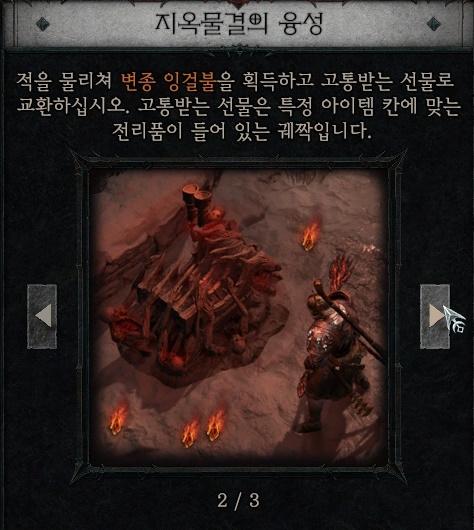 지옥물결의 융성
적을 물리쳐 변종 잉걸불을 획득하고 고통받는 선물로
교환하십시오. 고통받는 선물은 특정 아이템 칸에 맞는
전리품이 들어 있는 궤짝입니다.
2 / 3